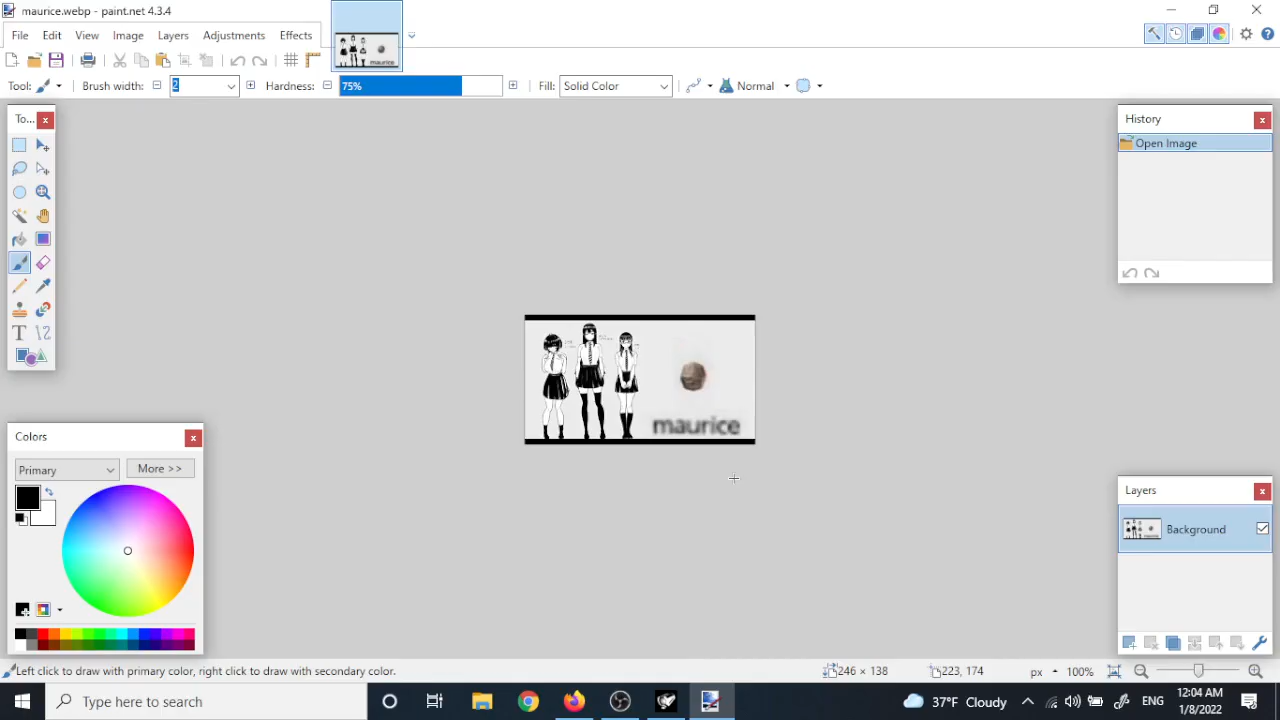 maurice.webp - paint.net 4.3.4
File Edit View Image Layers Adjustments Effects
maurice
Tool: Brush width: 2 Hardness: 75% Fill: Solid Color Normal
To...
History
Open Image
maurice
Colors
Primary More >>
Layers
Background
Left click to draw with primary color, right click to draw with secondary color. 246 × 138 223, 174 px 100%
Type here to search
37°F Cloudy ENG
12:04 AM
1/8/2022